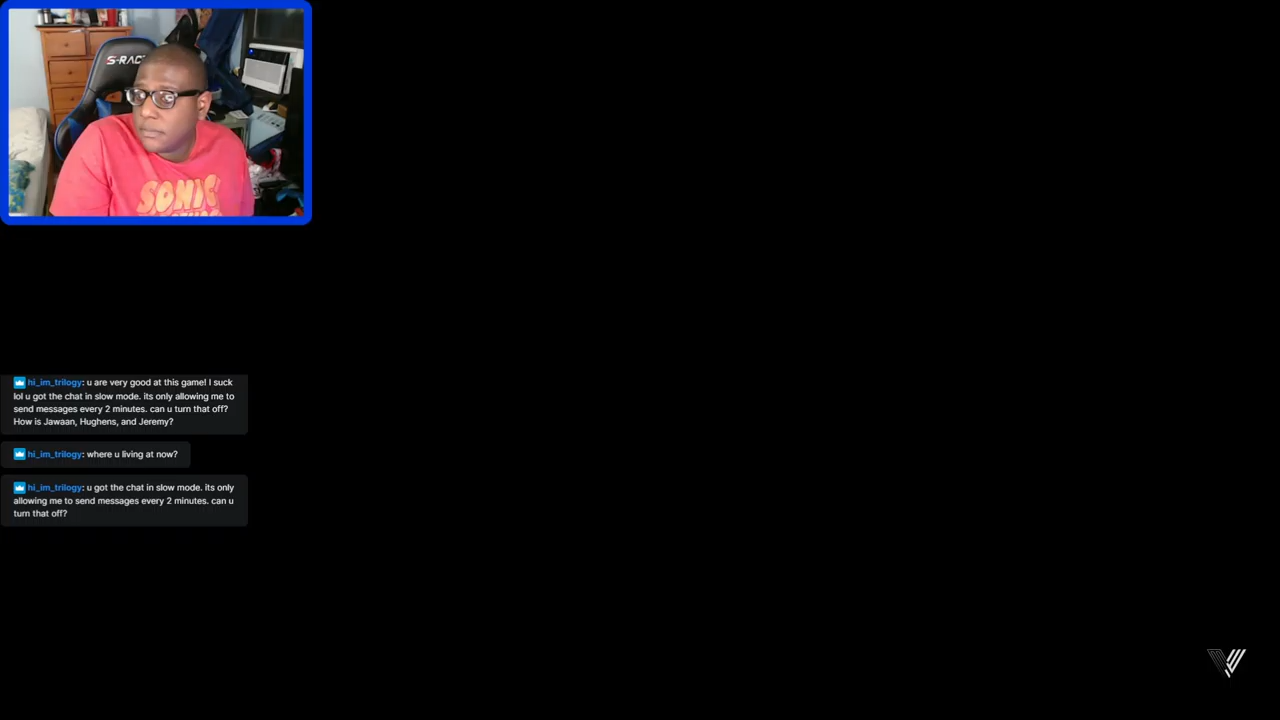 S-RAC
SONIC
hi_im_trilogy: u are very good at this game! I suck
lol u got the chat in slow mode. its only allowing me to
send messages every 2 minutes. can u turn that off?
How is Jawaan, Hughens, and Jeremy?
hi_im_trilogy: where u living at now?
hi_im_trilogy: u got the chat in slow mode. its only
allowing me to send messages every 2 minutes. can u
turn that off?